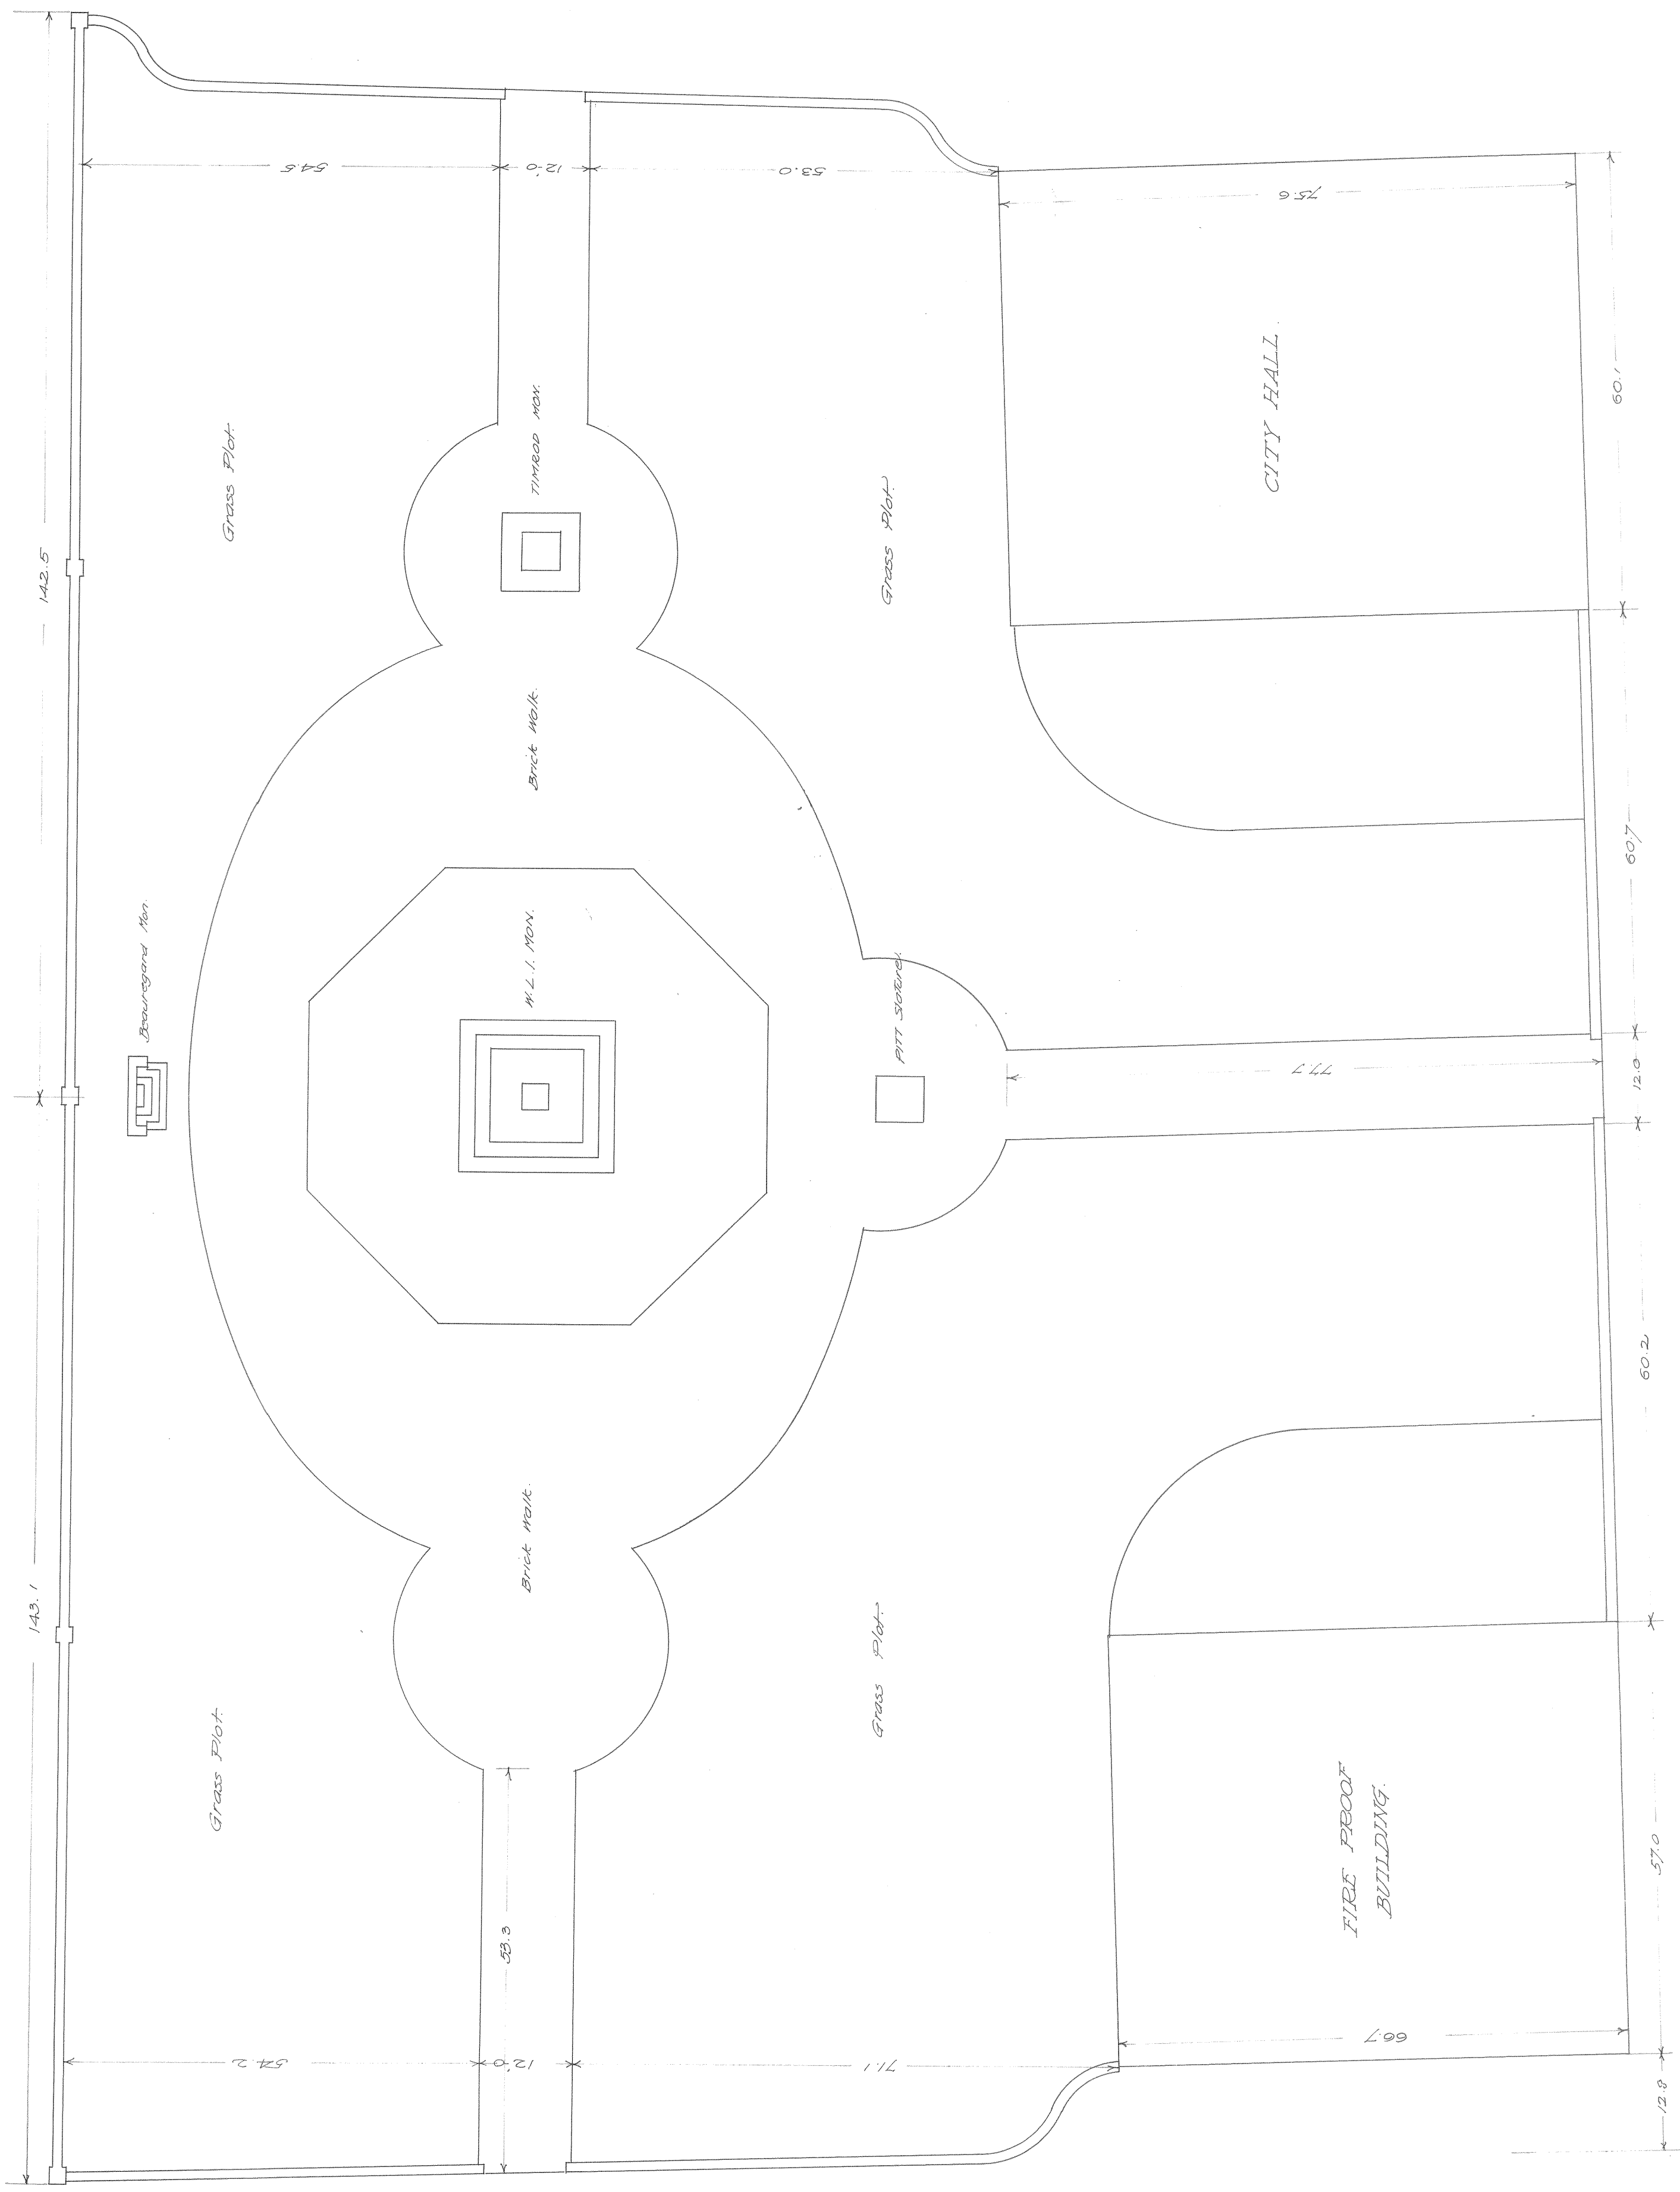 142.5
143.1
54.5
12'-0"
53.0
75.6
60.1
60.7
12.0
60.2
57.0
12.8
77.7
66.7
71.1
12'-0"
54.2
53.3
Grass Plot.
TIMROD MON.
Grass Plot.
CITY HALL.
Brick Walk.
Beauregard Mon.
W. L. I. MON.
PITT Stature.
Brick Walk.
Grass Plot.
Grass Plot.
FIRE PROOF
BUILDING.